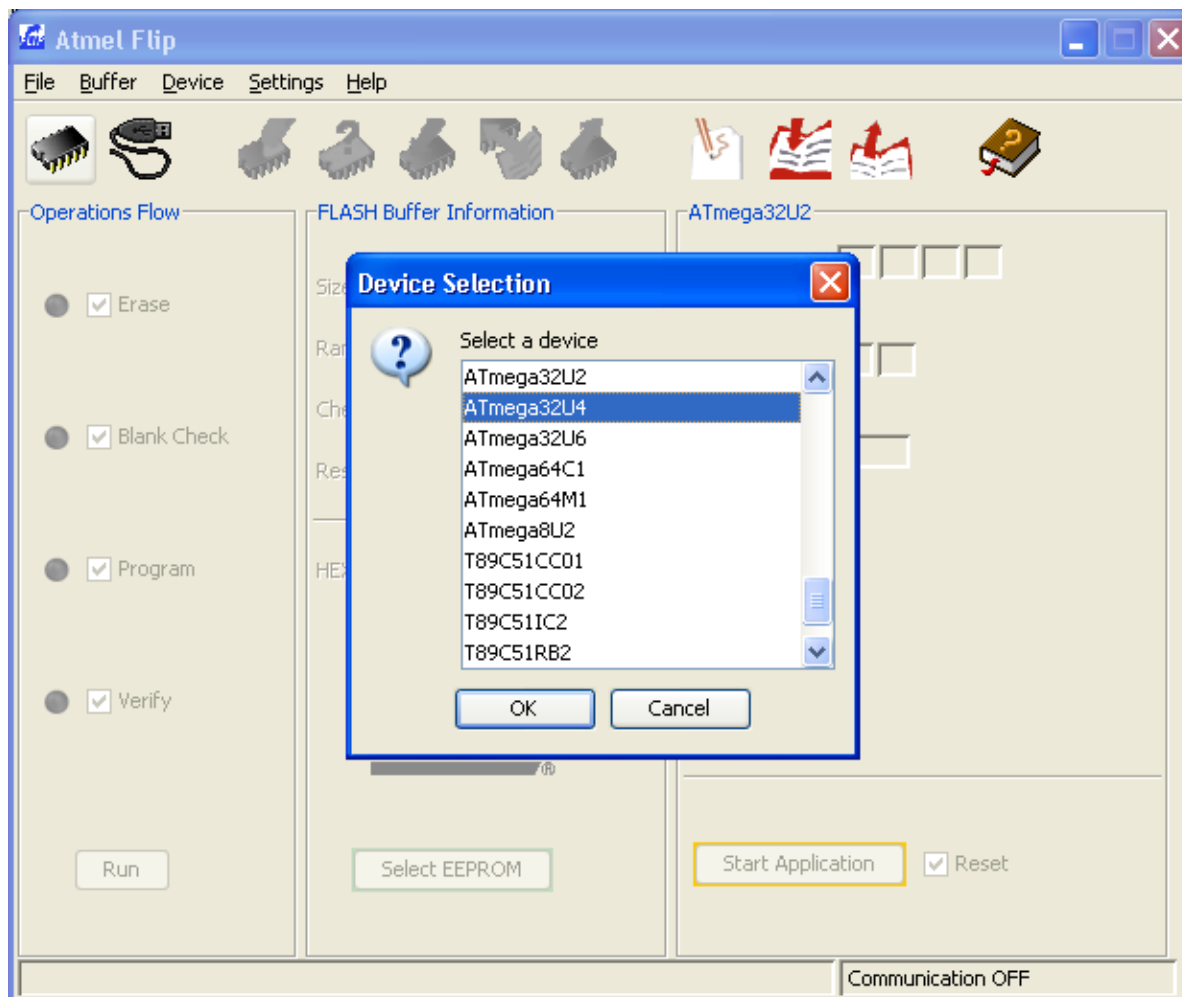 Atmel Flip
File Buffer Device Settings Help
Operations Flow
FLASH Buffer Information
ATmega32U2
Erase
Blank Check
Program
Verify
Run
Select EEPROM
®
Start Application
Reset
Communication OFF
Device Selection
Select a device
ATmega32U2
ATmega32U4
ATmega32U6
ATmega64C1
ATmega64M1
ATmega8U2
T89C51CC01
T89C51CC02
T89C51IC2
T89C51RB2
OK
Cancel